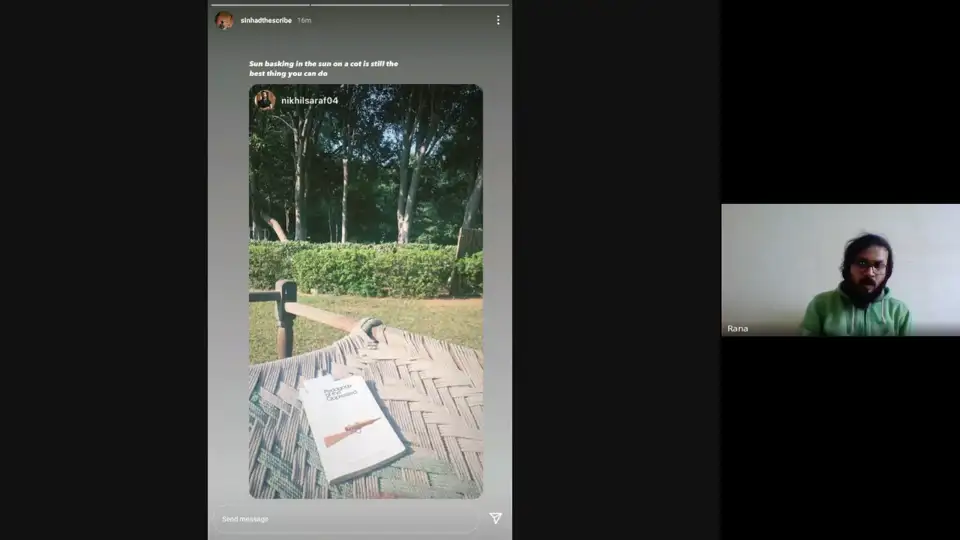 sinhadthescribe 16m
Sun basking in the sun on a cot is still the
best thing you can do
nikhilsaraf04
Send message
Rana